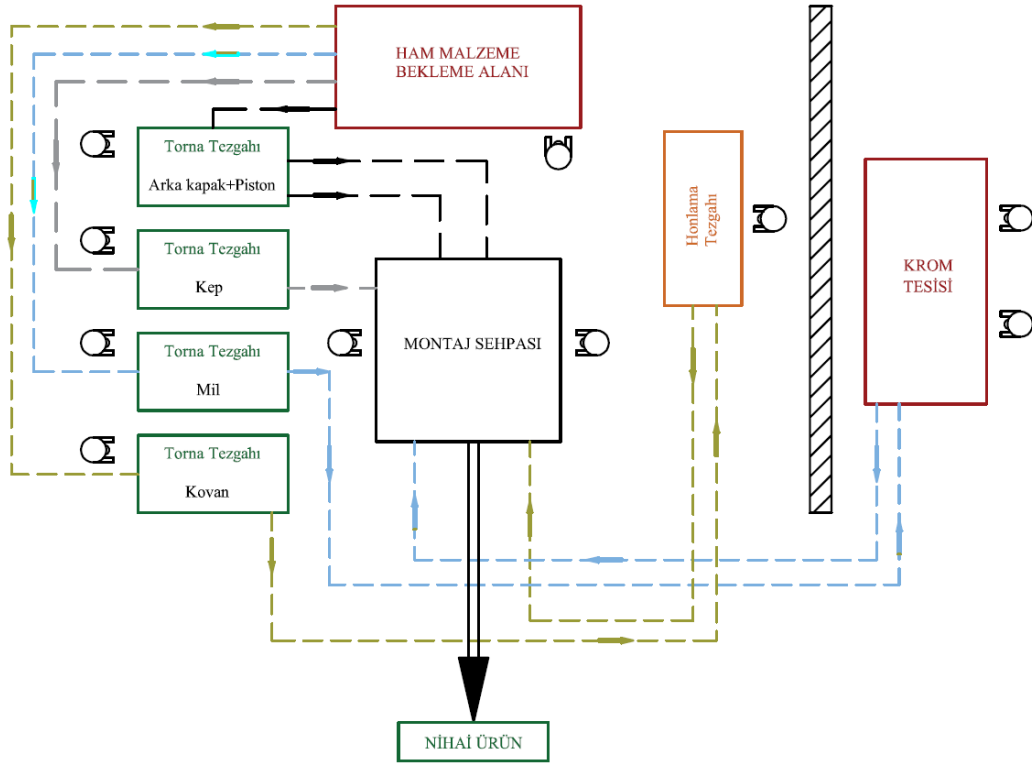 HAM MALZEME
BEKLEME ALANI
Torna Tezgahı
Arka kapak+Piston
Torna Tezgahı
Kep
Torna Tezgahı
Mil
Torna Tezgahı
Kovan
MONTAJ SEHPASI
Honlama
Tezgahı
KROM
TESİSİ
NİHAİ ÜRÜN